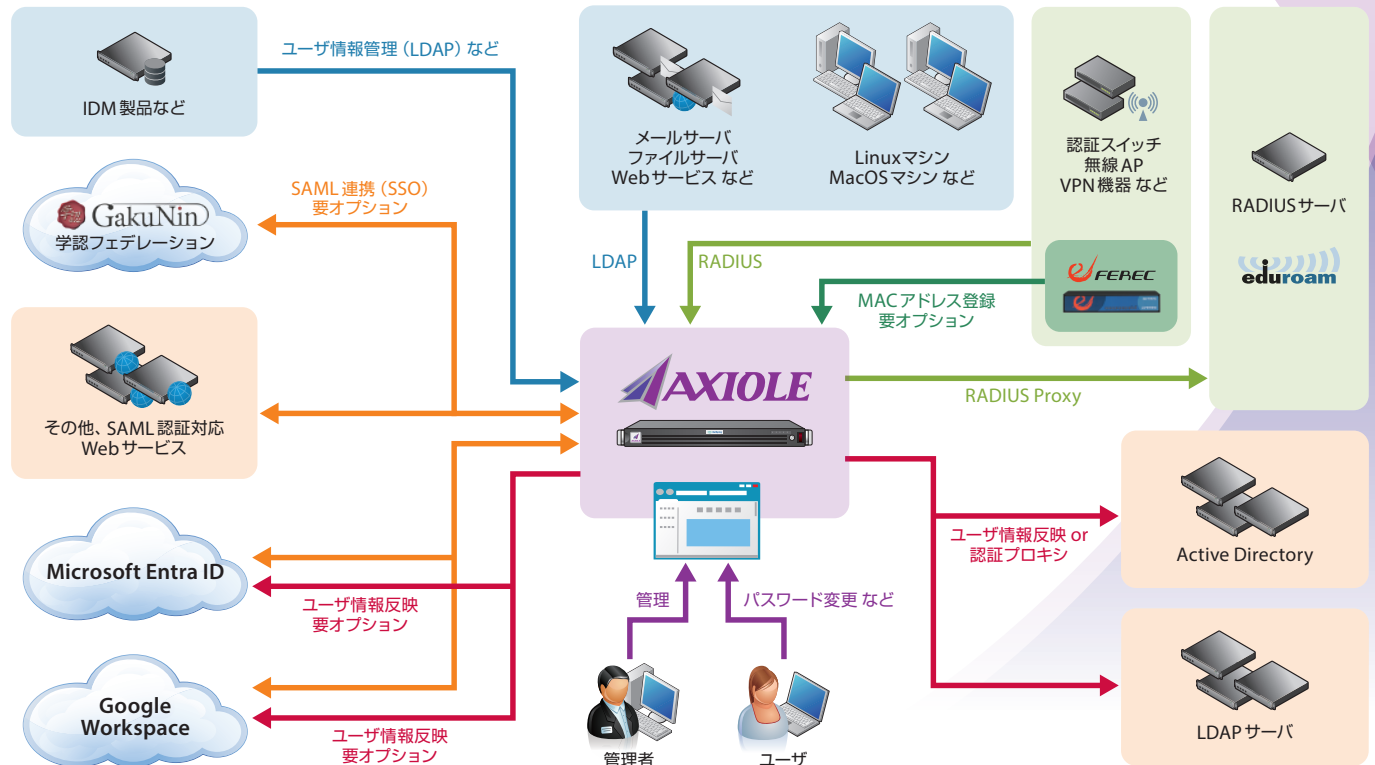 IDM製品など
ユーザ情報管理（LDAP）など
メールサーバ
ファイルサーバ
Webサービス など
Linuxマシン
MacOSマシン など
認証スイッチ
無線AP
VPN機器 など
RADIUSサーバ
eduroam
FEREC
GakuNin
学認フェデレーション
SAML連携（SSO）
要オプション
LDAP
RADIUS
MACアドレス登録
要オプション
その他、SAML認証対応
Webサービス
AXIOLE
RADIUS Proxy
Microsoft Entra ID
ユーザ情報反映
要オプション
ユーザ情報反映 or
認証プロキシ
Active Directory
管理
パスワード変更 など
Google
Workspace
ユーザ情報反映
要オプション
管理者
ユーザ
LDAPサーバ